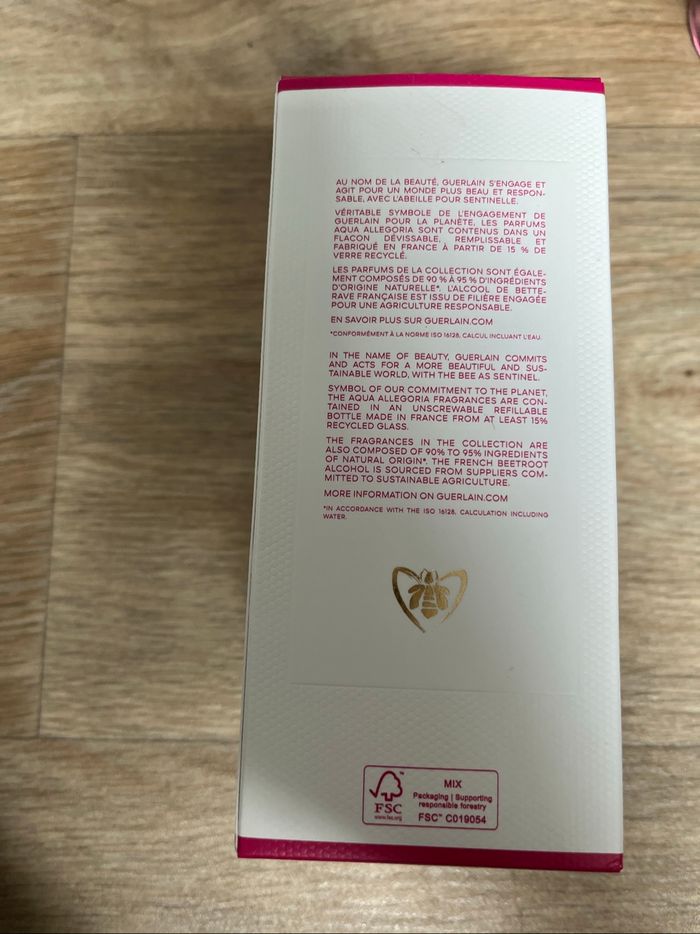 AU NOM DE LA BEAUTÉ, GUERLAIN S'ENGAGE ET
AGIT POUR UN MONDE PLUS BEAU ET RESPON-
SABLE, AVEC L'ABEILLE POUR SENTINELLE.
VÉRITABLE SYMBOLE DE L'ENGAGEMENT DE
GUERLAIN POUR LA PLANÈTE, LES PARFUMS
AQUA ALLEGORIA SONT CONTENUS DANS UN
FLACON DÉVISSABLE, REMPLISSABLE ET
FABRIQUÉ EN FRANCE À PARTIR DE 15 % DE
VERRE RECYCLÉ.
LES PARFUMS DE LA COLLECTION SONT ÉGALE-
MENT COMPOSÉS DE 90 % À 95 % D'INGRÉDIENTS
D'ORIGINE NATURELLE*. L'ALCOOL DE BETTE-
RAVE FRANÇAISE EST ISSU DE FILIÈRE ENGAGÉE
POUR UNE AGRICULTURE RESPONSABLE.
EN SAVOIR PLUS SUR GUERLAIN.COM
*CONFORMÉMENT À LA NORME ISO 16128, CALCUL INCLUANT L'EAU.
IN THE NAME OF BEAUTY, GUERLAIN COMMITS
AND ACTS FOR A MORE BEAUTIFUL AND SUS-
TAINABLE WORLD, WITH THE BEE AS SENTINEL.
SYMBOL OF OUR COMMITMENT TO THE PLANET,
THE AQUA ALLEGORIA FRAGRANCES ARE CON-
TAINED IN AN UNSCREWABLE REFILLABLE
BOTTLE MADE IN FRANCE FROM AT LEAST 15%
RECYCLED GLASS.
THE FRAGRANCES IN THE COLLECTION ARE
ALSO COMPOSED OF 90% TO 95% INGREDIENTS
OF NATURAL ORIGIN*. THE FRENCH BEETROOT
ALCOHOL IS SOURCED FROM SUPPLIERS COM-
MITTED TO SUSTAINABLE AGRICULTURE.
MORE INFORMATION ON GUERLAIN.COM
*IN ACCORDANCE WITH THE ISO 16128, CALCULATION INCLUDING
WATER.
FSC
www.fsc.org
MIX
Packaging | Supporting
responsible forestry
FSC™ C019054